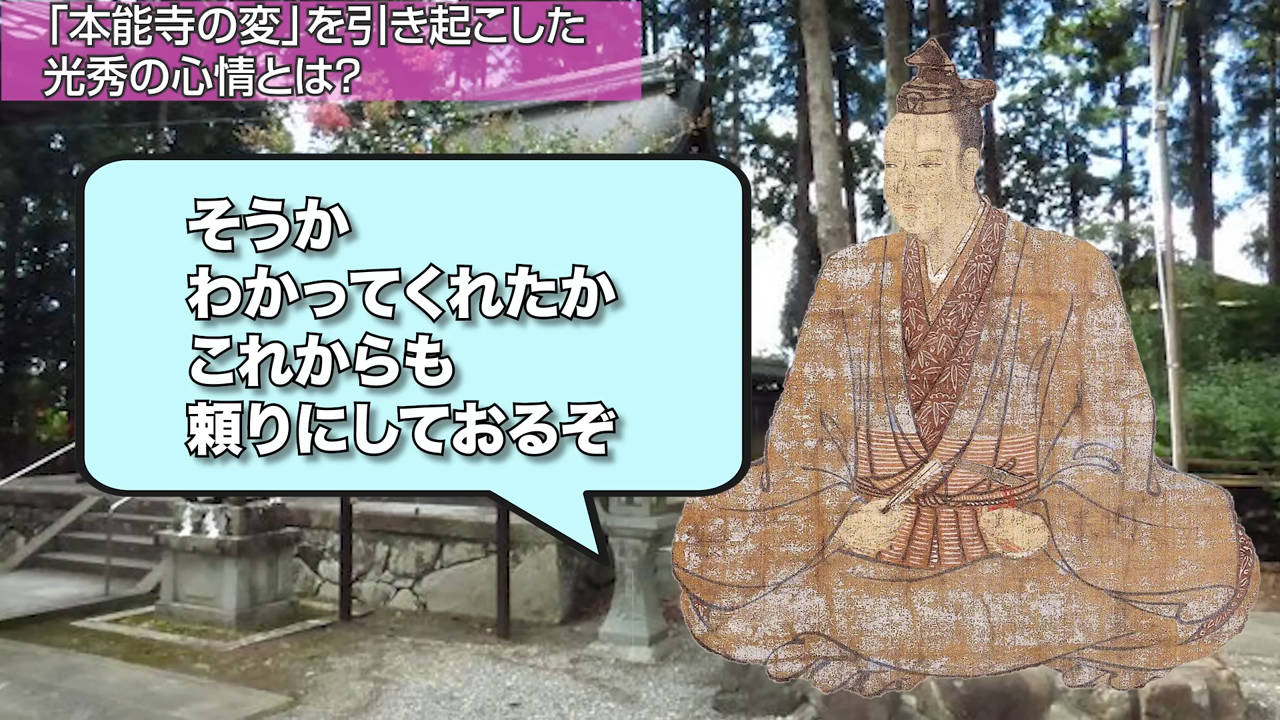 「本能寺の変」を引き起こした
光秀の心情とは?
そうか
わかってくれたか
これからも
頼りにしておるぞ